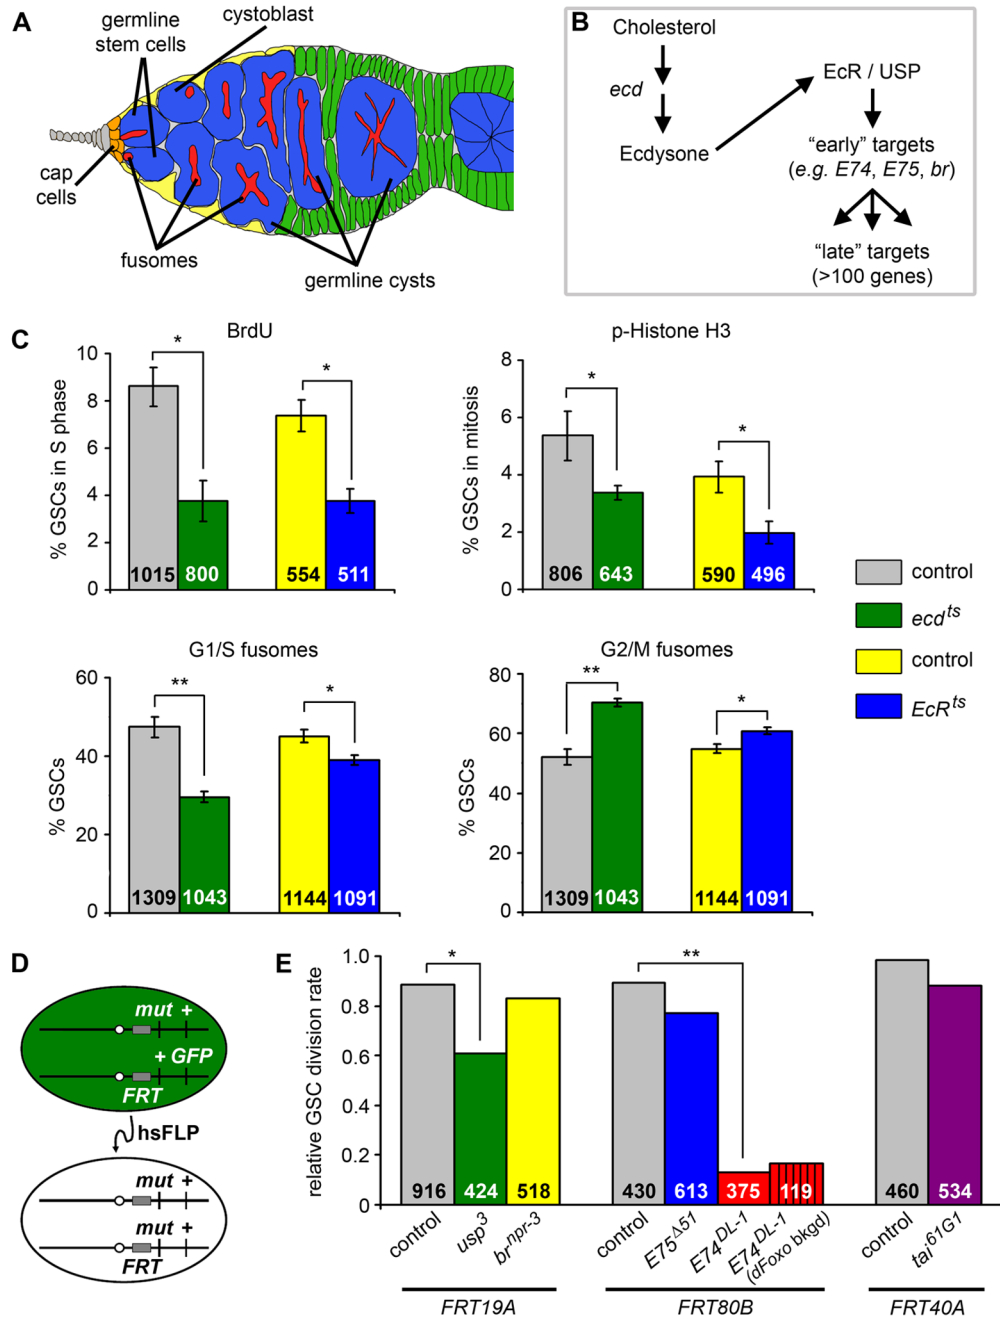 A
germline
stem cells
cystoblast
cap
cells
fusomes
germline cysts
B
Cholesterol
ecd
Ecdysone
EcR / USP
“early” targets
(e.g. E74, E75, br)
“late” targets
(>100 genes)
C
BrdU
% GSCs in S phase
10
8
6
4
2
0
*
*
1015
800
554
511
p-Histone H3
% GSCs in mitosis
8
6
4
2
0
*
*
806
643
590
496
G1/S fusomes
% GSCs
60
40
20
0
**
*
1309
1043
1144
1091
G2/M fusomes
% GSCs
80
60
40
20
0
**
*
1309
1043
1144
1091
control
ecd ts
control
EcR ts
D
mut +
+ GFP
FRT
hsFLP
mut +
mut +
FRT
E
relative GSC division rate
1.0
0.8
0.6
0.4
0.2
0
*
**
916
424
518
430
613
375
119
460
534
control
usp3
brnpr-3
control
E75Δ51
E74DL-1
E74DL-1
(dFoxo bkgd)
control
tai61G1
FRT19A
FRT80B
FRT40A